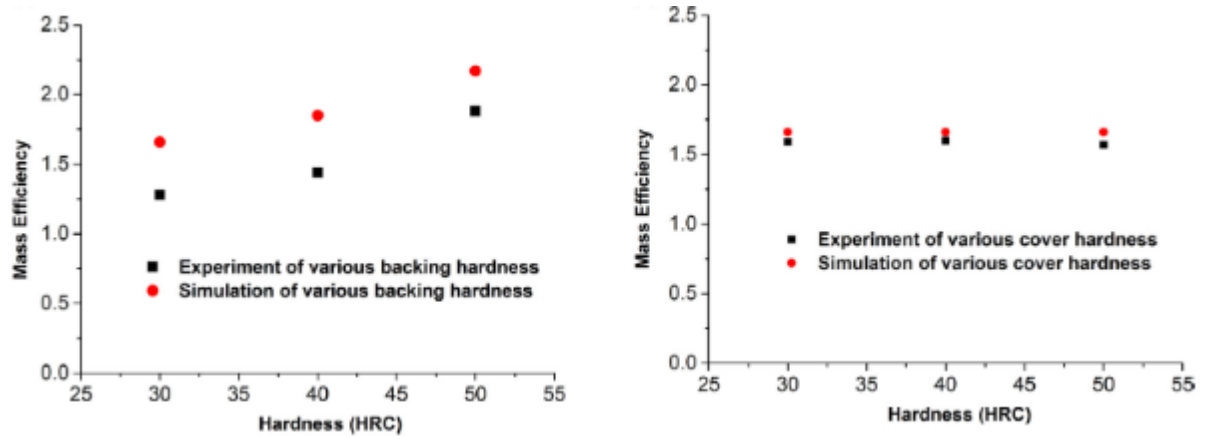 2.5
2.0
1.5
1.0
0.5
0.0
Mass Efficiency
Experiment of various backing hardness
Simulation of various backing hardness
25 30 35 40 45 50 55
Hardness (HRC)
2.5
2.0
1.5
1.0
0.5
0.0
Mass Efficiency
Experiment of various cover hardness
Simulation of various cover hardness
25 30 35 40 45 50 55
Hardness (HRC)